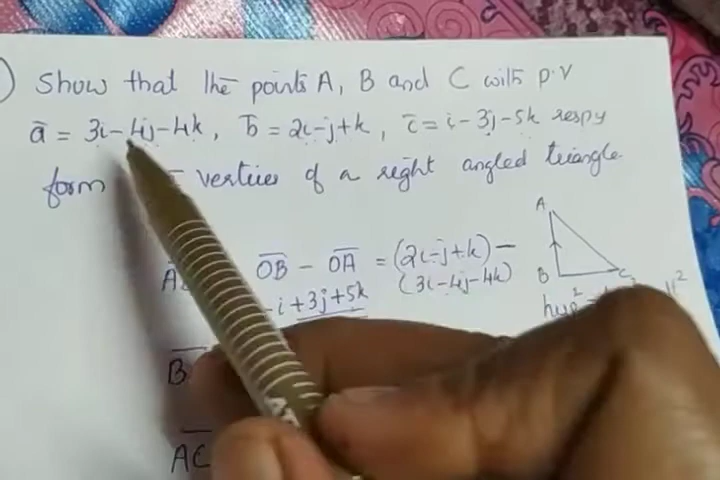 ) Show that the points A, B and C with p.v
a̅ = 3i-4j-4k, b̅ = 2i-j+k, c̅ = i-3j-5k respy
form vertices of a right angled triangle.
OB - OA = (2i-j+k) -
(3i-4j-4k)
-i+3j+5k
A
B
C
hyp²
AC